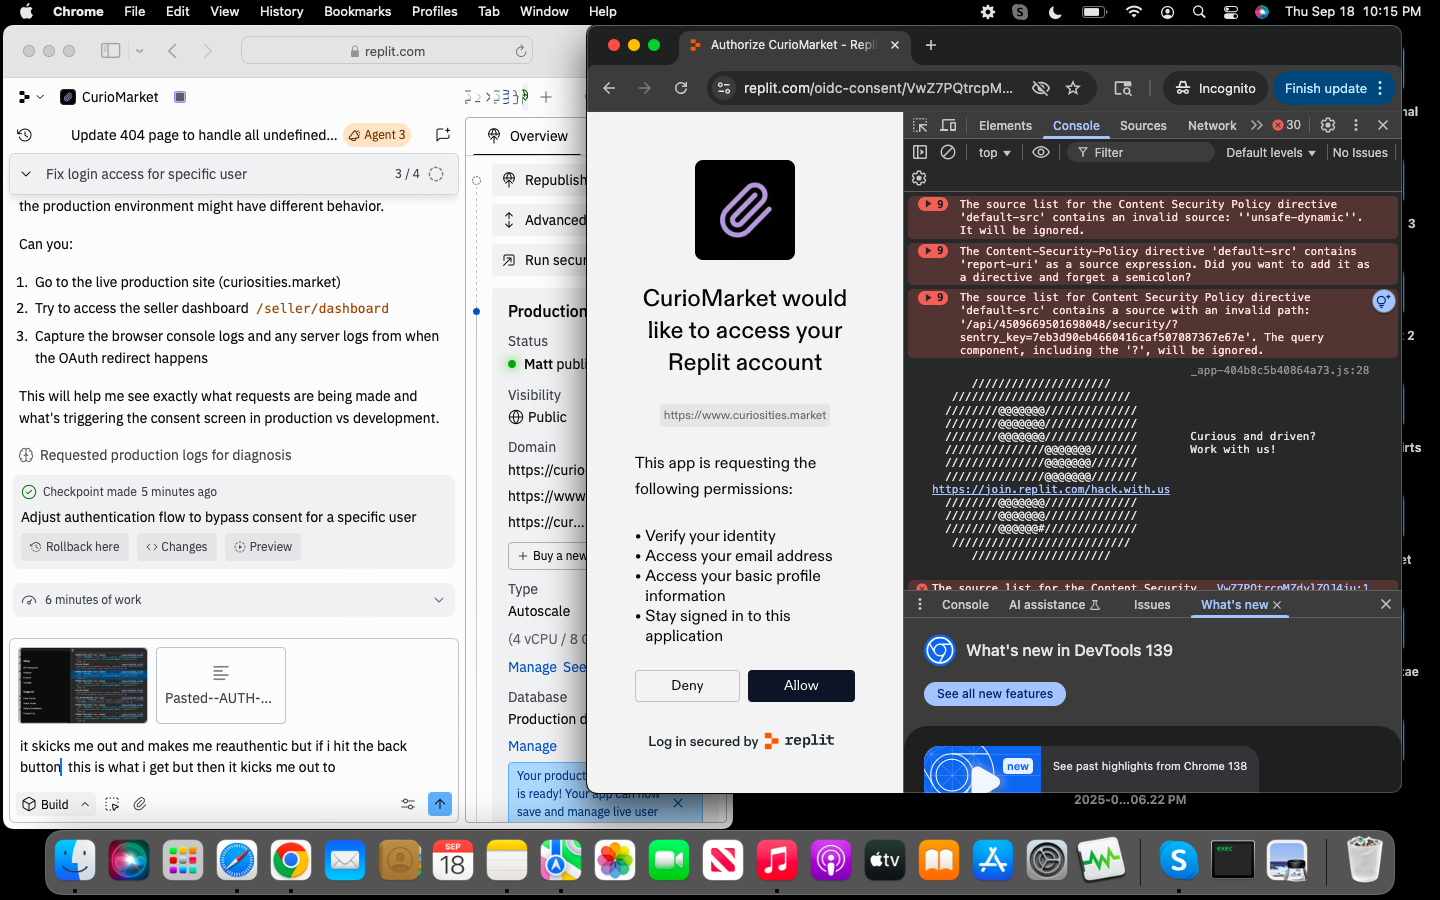 Chrome File Edit View History Bookmarks Profiles Tab Window Help
Thu Sep 18 10:15 PM
replit.com
CurioMarket
Update 404 page to handle all undefined...
Agent 3
Fix login access for specific user
3 / 4
the production environment might have different behavior.
Can you:
1. Go to the live production site (curiosities.market)
2. Try to access the seller dashboard /seller/dashboard
3. Capture the browser console logs and any server logs from when
the OAuth redirect happens
This will help me see exactly what requests are being made and
what's triggering the consent screen in production vs development.
Requested production logs for diagnosis
Checkpoint made 5 minutes ago
Adjust authentication flow to bypass consent for a specific user
Rollback here
Changes
Preview
6 minutes of work
Pasted--AUTH-...
it skicks me out and makes me reauthentic but if i hit the back
button this is what i get but then it kicks me out to
Build
Overview
Republish
Advanced
Run secur
Production
Status
Matt publi
Visibility
Public
Domain
https://curio
https://www
https://cur...
+ Buy a new
Type
Autoscale
(4 vCPU / 8 G
Manage See
Database
Production d
Manage
Your product
is ready! Your app can now
save and manage live user
Authorize CurioMarket - Repl
replit.com/oidc-consent/VwZ7PQtrcpM...
Incognito
Finish update
CurioMarket would
like to access your
Replit account
https://www.curiosities.market
This app is requesting the
following permissions:
• Verify your identity
• Access your email address
• Access your basic profile
information
• Stay signed in to this
application
Deny
Allow
Log in secured by replit
Elements Console Sources Network 30
top
Filter
Default levels
No Issues
9 The source list for the Content Security Policy directive
'default-src' contains an invalid source: ''unsafe-dynamic''.
It will be ignored.
9 The Content-Security-Policy directive 'default-src' contains
'report-uri' as a source expression. Did you want to add it as
a directive and forget a semicolon?
9 The source list for Content Security Policy directive
'default-src' contains a source with an invalid path:
'/api/4509669501698048/security/?
sentry_key=7eb3d90eb4660416caf507087367e67e'. The query
component, including the '?', will be ignored.
_app-404b8c5b40864a73.js:28
/////////////////////
///////////////////////////
////////@@@@@@@//////////////
////////@@@@@@@//////////////
////////@@@@@@@////////////// Curious and driven?
///////////////@@@@@@@/////// Work with us!
///////////////@@@@@@@///////
///////////////@@@@@@@///////
https://join.replit.com/hack.with.us
////////@@@@@@@//////////////
////////@@@@@@@//////////////
////////@@@@@@#//////////////
///////////////////////////
/////////////////////
The source list for the Content Security
Console AI assistance Issues What's new
What's new in DevTools 139
See all new features
new
See past highlights from Chrome 138
nal
3
2
irts
et
tae
2025-0...06.22 PM
SEP
18
tv
exec